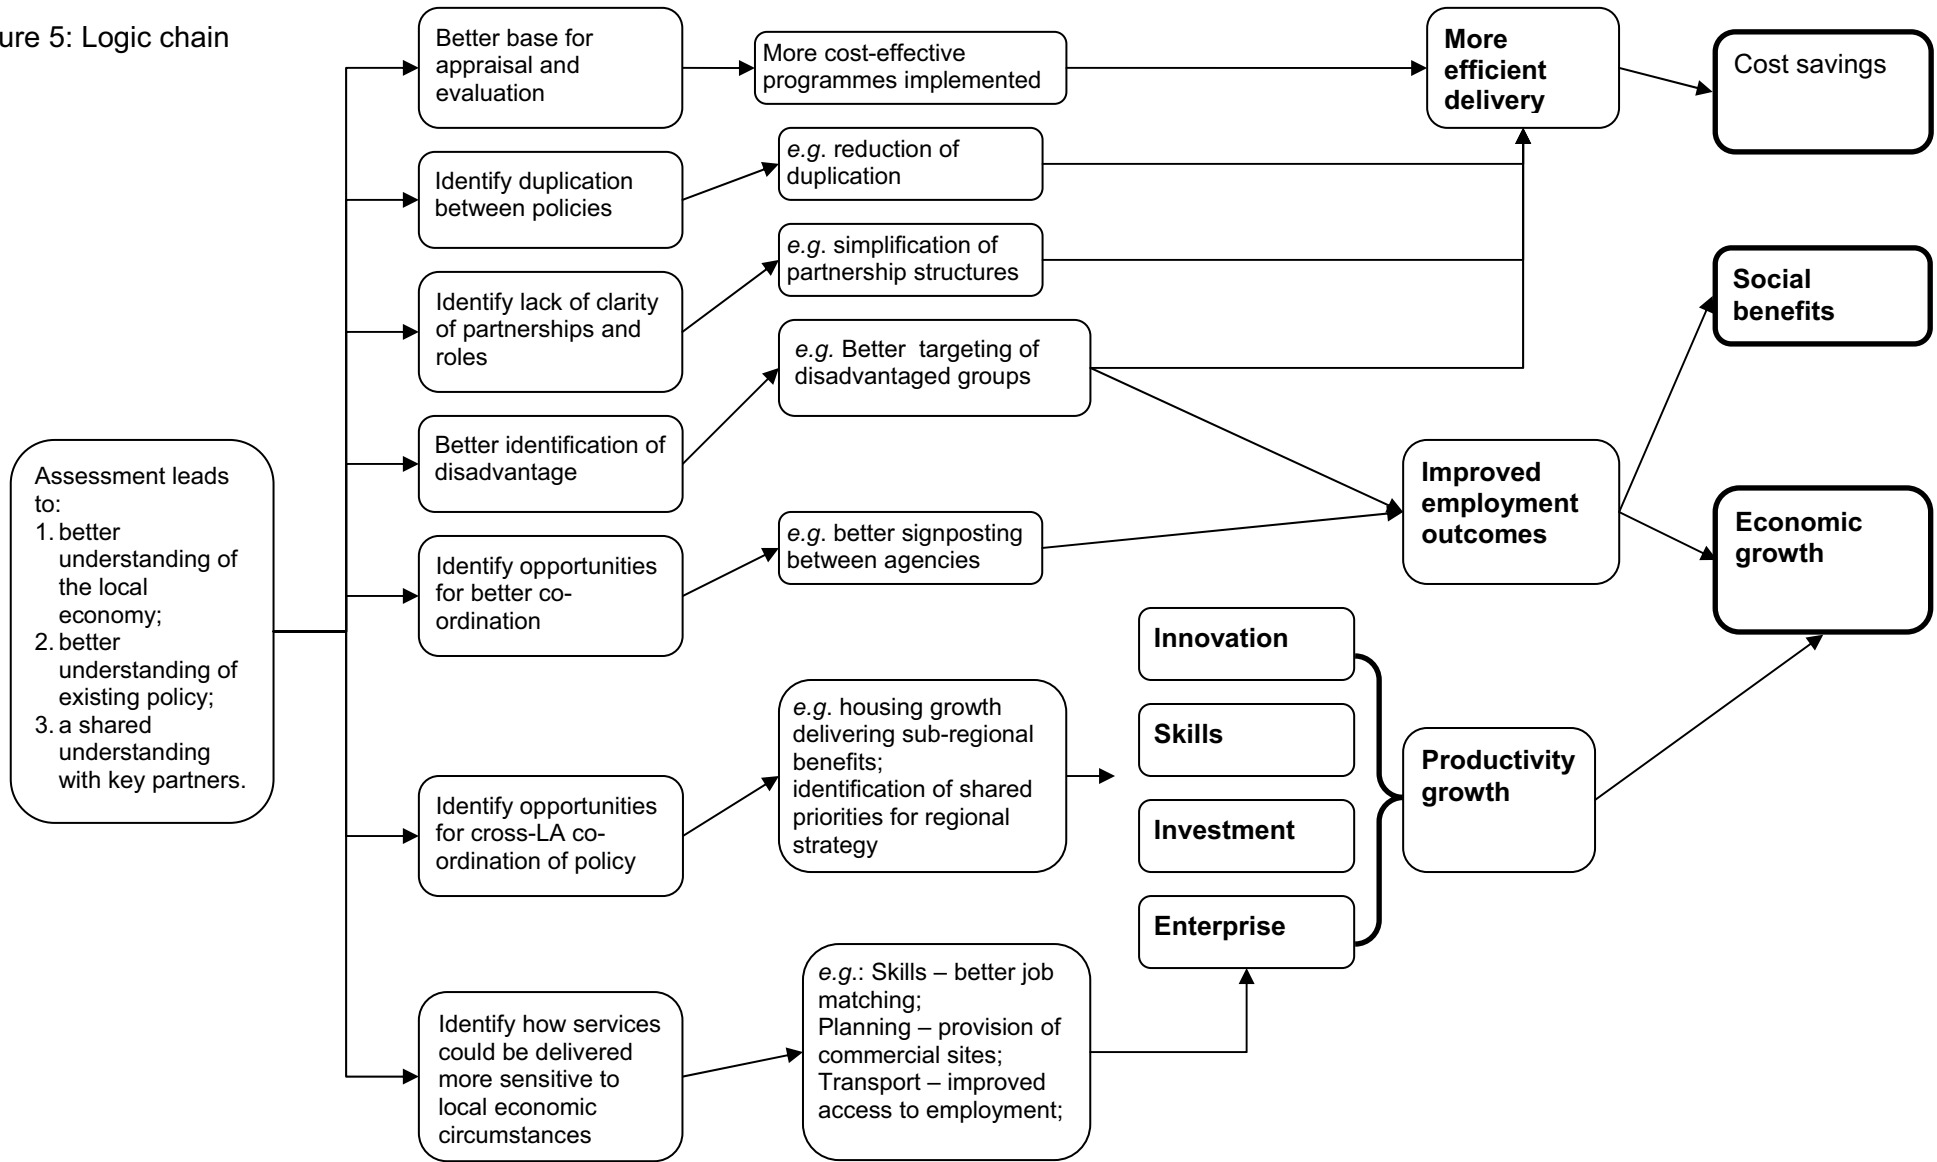 ure 5: Logic chain
Better base for
appraisal and
evaluation
More cost-effective
programmes implemented
More
efficient
delivery
Cost savings
Identify duplication
between policies
e.g. reduction of
duplication
Identify lack of clarity
of partnerships and
roles
e.g. simplification of
partnership structures
Social
benefits
Better identification of
disadvantage
e.g. Better targeting of
disadvantaged groups
Assessment leads
to:
1. better
understanding of
the local
economy;
2. better
understanding of
existing policy;
3. a shared
understanding
with key partners.
Identify opportunities
for better co-
ordination
e.g. better signposting
between agencies
Improved
employment
outcomes
Economic
growth
Identify opportunities
for cross-LA co-
ordination of policy
e.g. housing growth
delivering sub-regional
benefits;
identification of shared
priorities for regional
strategy
Innovation
Skills
Investment
Enterprise
Productivity
growth
Identify how services
could be delivered
more sensitive to
local economic
circumstances
e.g.: Skills – better job
matching;
Planning – provision of
commercial sites;
Transport – improved
access to employment;